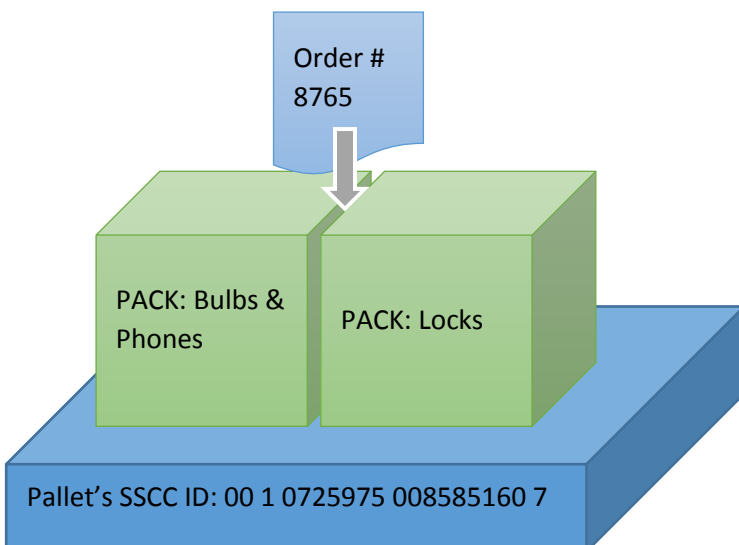 Order #
8765
PACK: Bulbs &
Phones
PACK: Locks
Pallet’s SSCC ID: 00 1 0725975 008585160 7